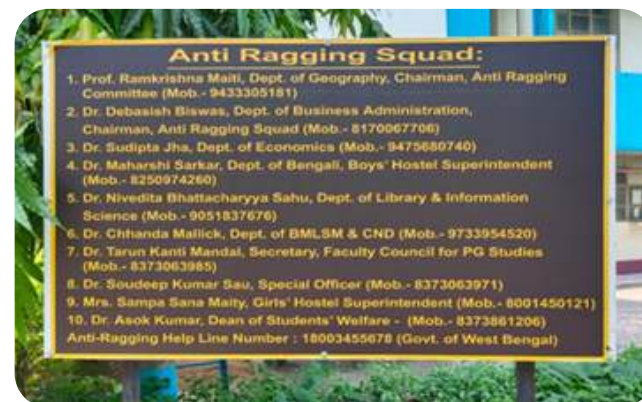 Anti Ragging Squad:
1. Prof. Ramkrishna Maiti, Dept. of Geography, Chairman, Anti Ragging
Committee (Mob.- 9433305181)
2. Dr. Debasish Biswas, Dept. of Business Administration,
Chairman, Anti Ragging Squad (Mob.- 8170067706)
3. Dr. Sudipta Jha, Dept. of Economics (Mob.- 9475680740)
4. Dr. Maharshi Sarkar, Dept. of Bengali, Boys' Hostel Superintendent
(Mob.- 8250974260)
5. Dr. Nivedita Bhattacharyya Sahu, Dept. of Library & Information
Science (Mob.- 9051837676)
6. Dr. Chhanda Mallick, Dept. of BMLSM & CND (Mob.- 9733954520)
7. Dr. Tarun Kanti Mandal, Secretary, Faculty Council for PG Studies
(Mob.- 8373063985)
8. Dr. Soudeep Kumar Sau, Special Officer (Mob.- 8373063971)
9. Mrs. Sampa Sana Maity, Girls' Hostel Superintendent (Mob.- 8001450121)
10. Dr. Asok Kumar, Dean of Students' Welfare - (Mob.- 8373861206)
Anti-Ragging Help Line Number : 18003455678 (Govt. of West Bengal)